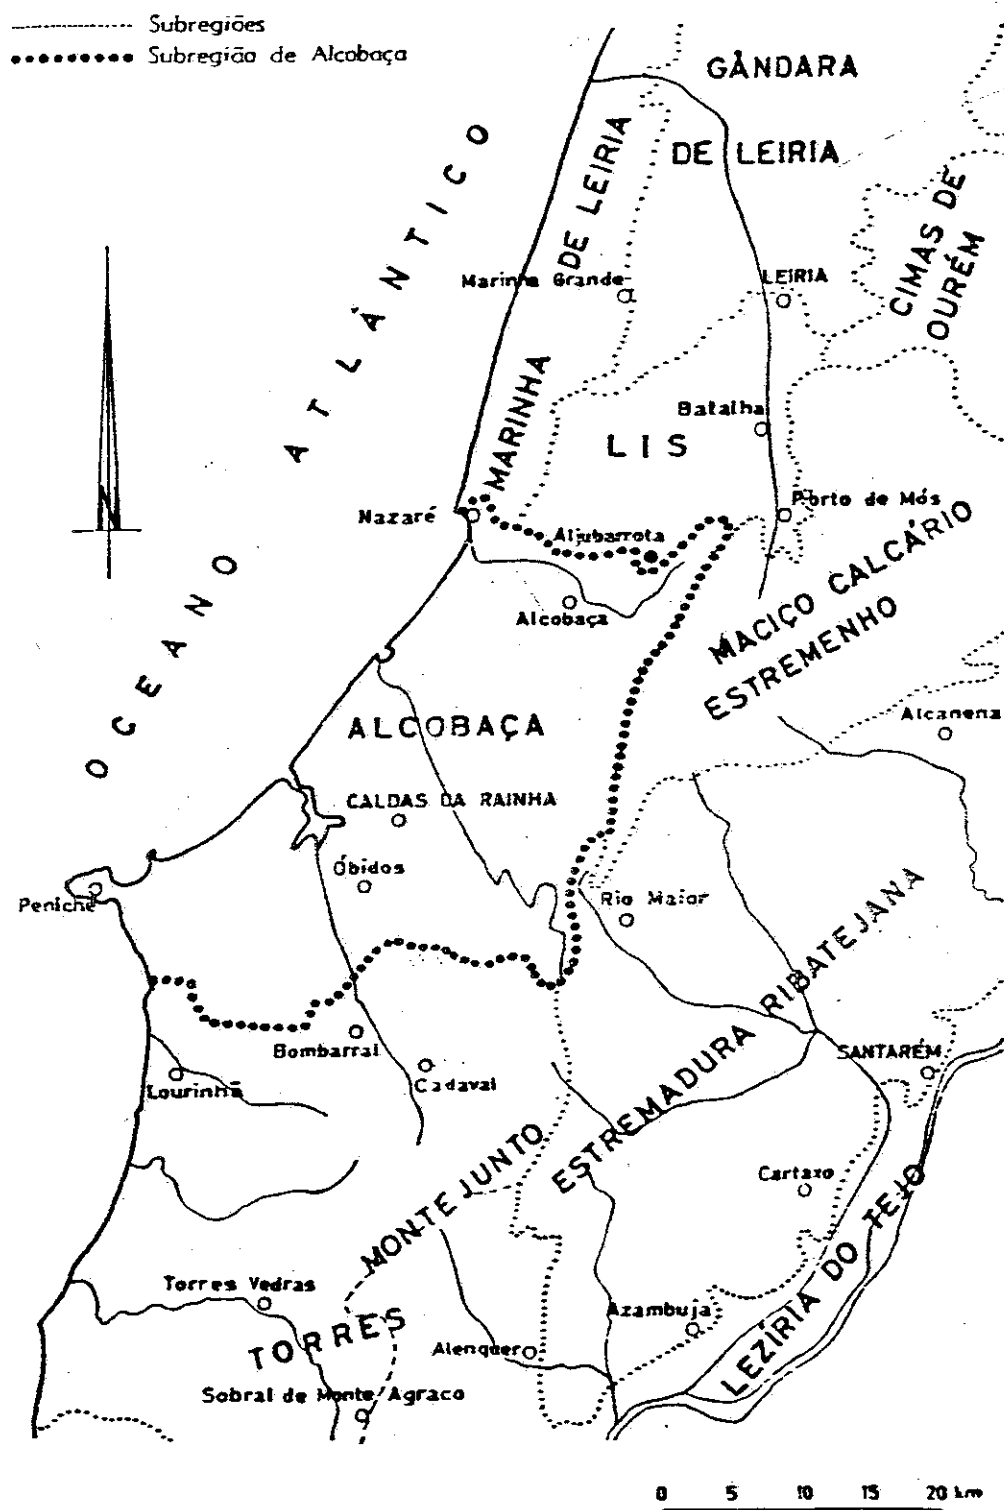 Subregiões
Subregião de Alcobaça
GÂNDARA
DE LEIRIA
MARINHA DE LEIRIA
CIMAS DE
OURÉM
OCEANO ATLÂNTICO
Marinha Grande
LEIRIA
Batalha
LIS
N
Nazaré
Porto de Mós
Aljubarrota
Alcobaça
MACIÇO CALCÁRIO
ESTREMENHO
Alcanena
ALCOBAÇA
CALDAS DA RAINHA
Óbidos
Peniche
Rio Maior
ESTREMADURA RIBATEJANA
Bombarral
Cadaval
Lourinhã
SANTARÉM
MONTEJUNTO
Cartaxo
LEZÍRIA DO TEJO
Torres Vedras
TORRES
Azambuja
Alenquer
Sobral de Monte Agraco
0 5 10 15 20 km